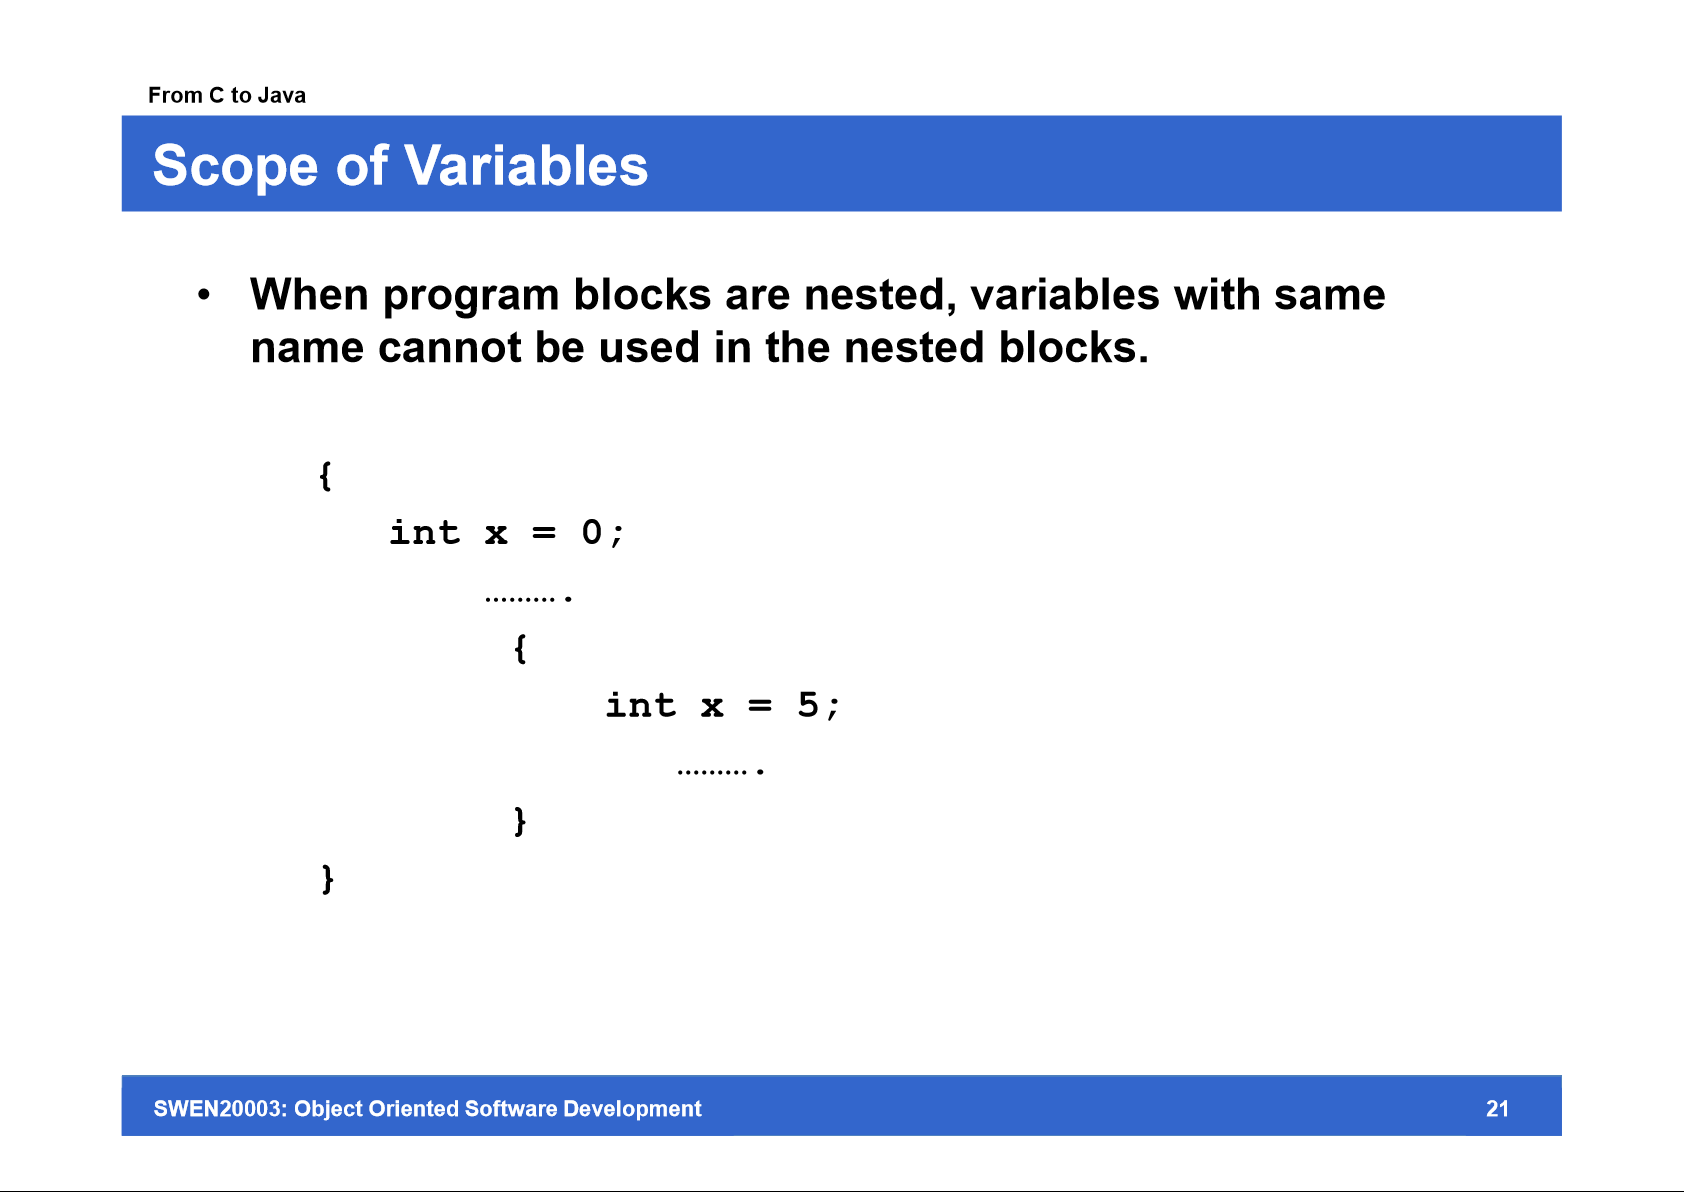 From C to Java
Scope of Variables
• When program blocks are nested, variables with same
name cannot be used in the nested blocks.
{
int x = 0;
……….
{
int x = 5;
……….
}
}
SWEN20003: Object Oriented Software Development 21